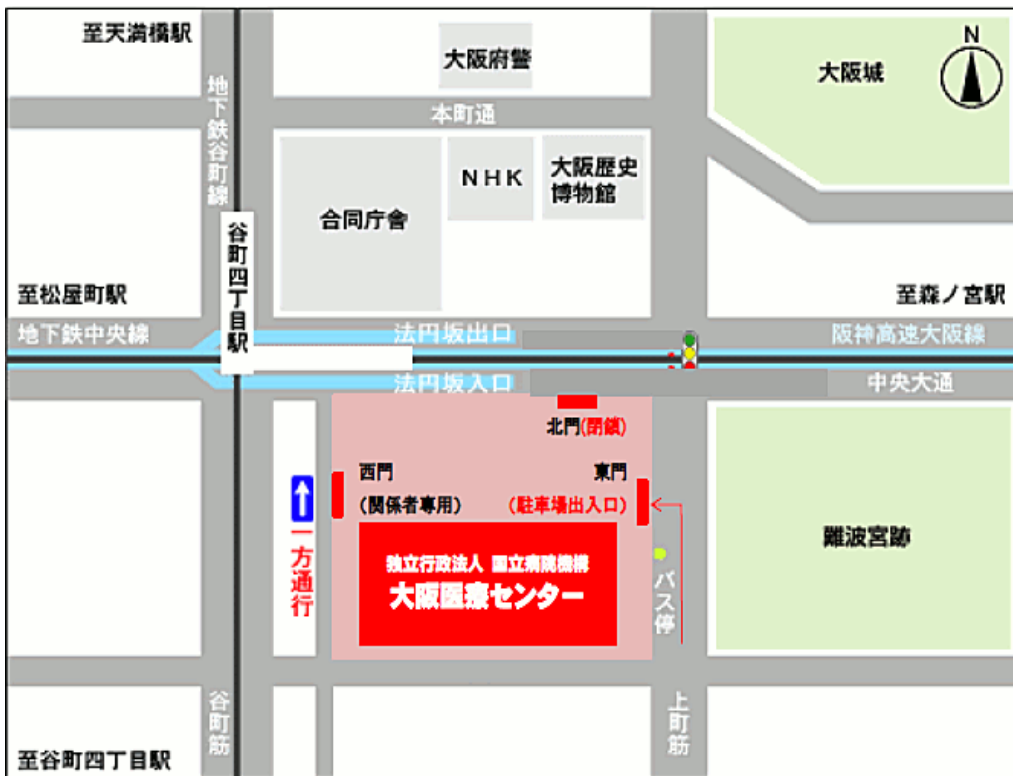 至天満橋駅
大阪府警
大阪城
N
地下鉄谷町線
本町通
合同庁舎
NHK
大阪歴史
博物館
谷町四丁目駅
至松屋町駅
至森ノ宮駅
地下鉄中央線
法円坂出口
阪神高速大阪線
法円坂入口
中央大通
北門(閉鎖)
西門
(関係者専用)
東門
(駐車場出入口)
一方通行
独立行政法人 国立病院機構
大阪医療センター
バス停
難波宮跡
谷町筋
上町筋
至谷町四丁目駅